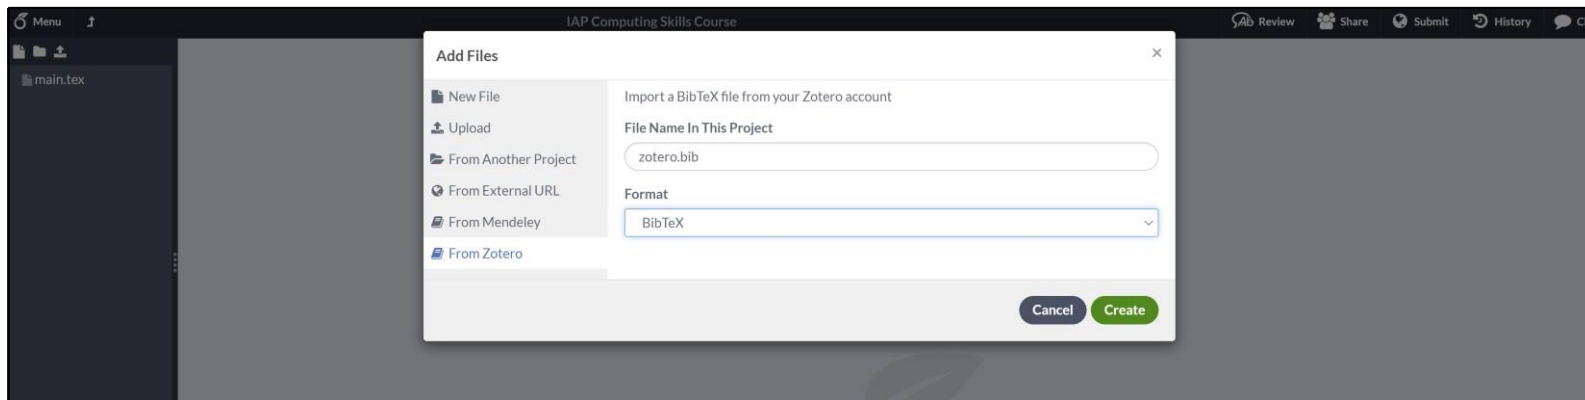 Menu
IAP Computing Skills Course
Review
Share
Submit
History
main.tex
Add Files
×
New File
Upload
From Another Project
From External URL
From Mendeley
From Zotero
Import a BibTeX file from your Zotero account
File Name In This Project
zotero.bib
Format
BibTeX
Cancel
Create